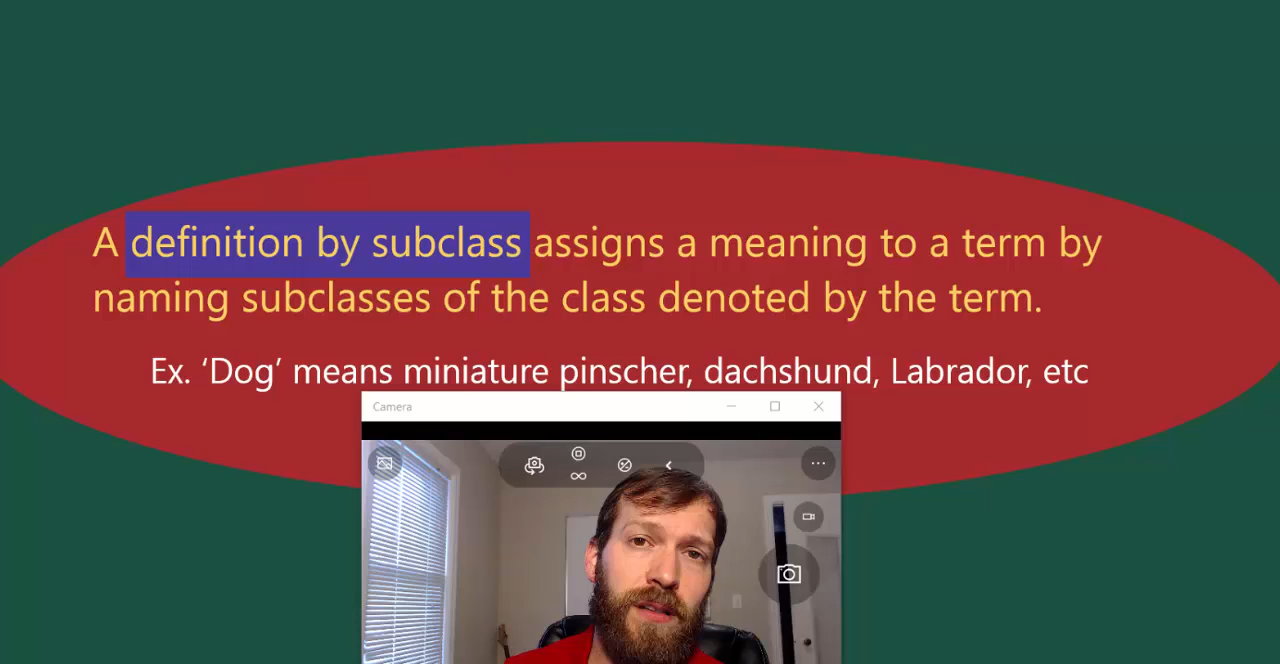 A definition by subclass assigns a meaning to a term by
naming subclasses of the class denoted by the term.
Ex. ‘Dog’ means miniature pinscher, dachshund, Labrador, etc
Camera